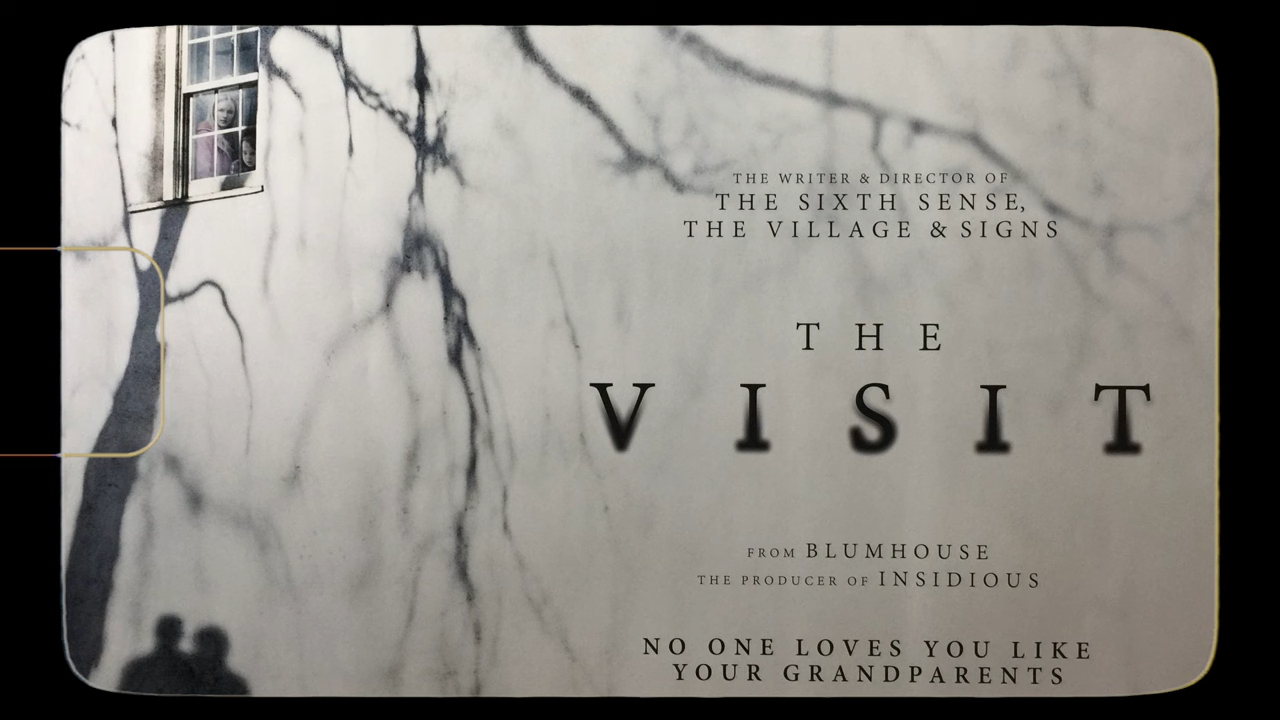 THE WRITER & DIRECTOR OF
THE SIXTH SENSE,
THE VILLAGE & SIGNS
THE
VISIT
FROM BLUMHOUSE
THE PRODUCER OF INSIDIOUS
NO ONE LOVES YOU LIKE
YOUR GRANDPARENTS